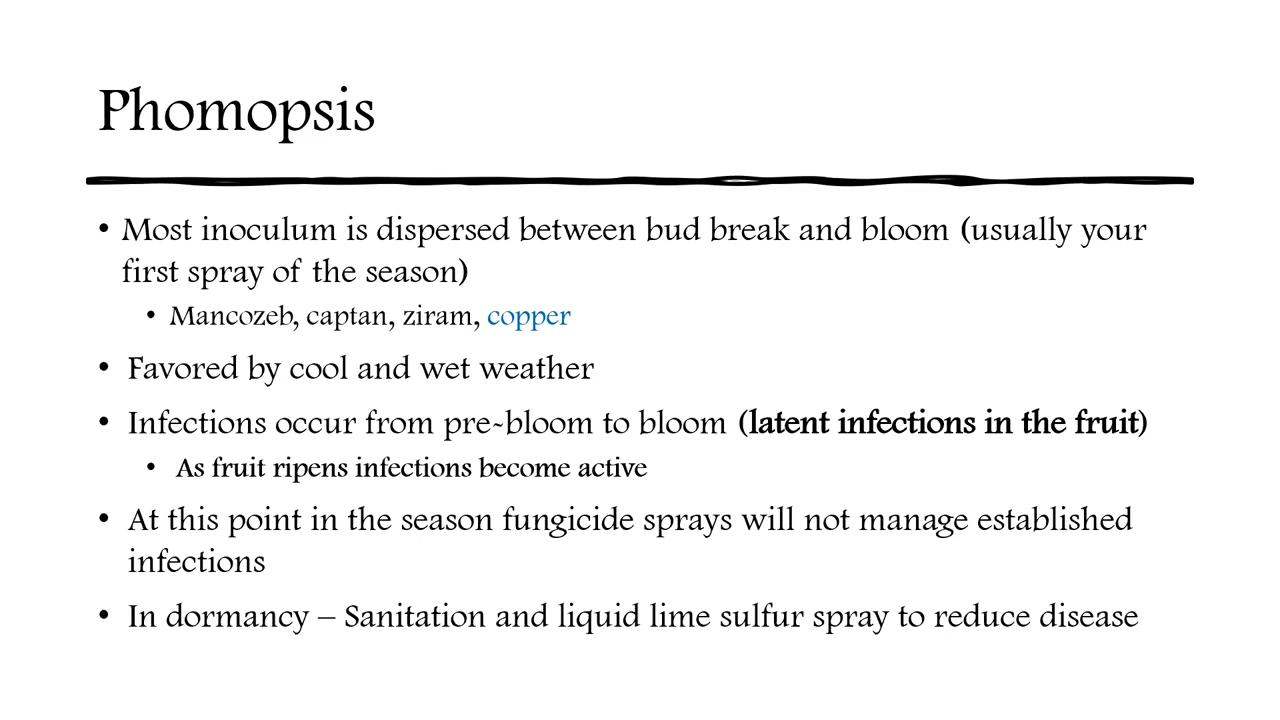 Phomopsis
• Most inoculum is dispersed between bud break and bloom (usually your
first spray of the season)
• Mancozeb, captan, ziram, copper
• Favored by cool and wet weather
• Infections occur from pre-bloom to bloom (latent infections in the fruit)
• As fruit ripens infections become active
• At this point in the season fungicide sprays will not manage established
infections
• In dormancy – Sanitation and liquid lime sulfur spray to reduce disease